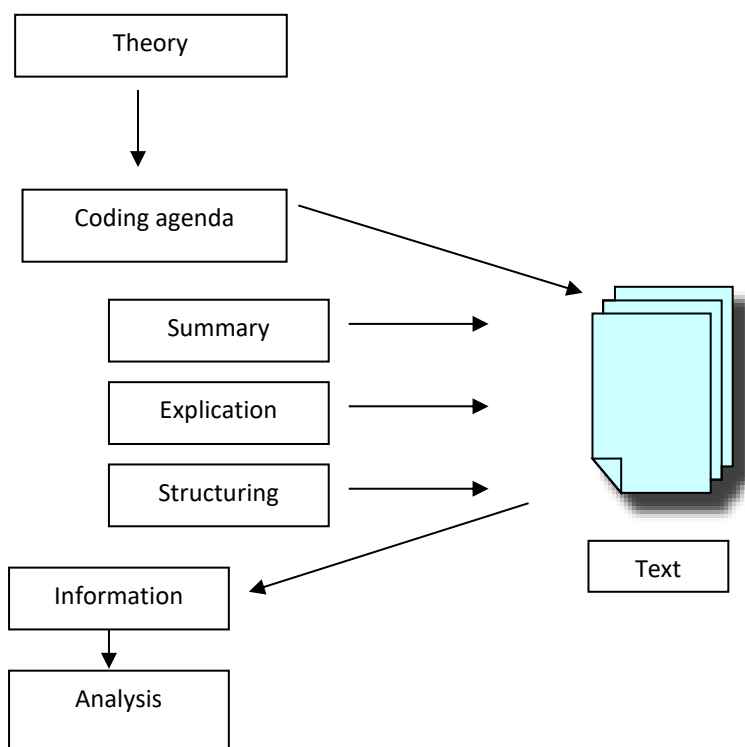 Theory
Coding agenda
Summary
Explication
Structuring
Text
Information
Analysis